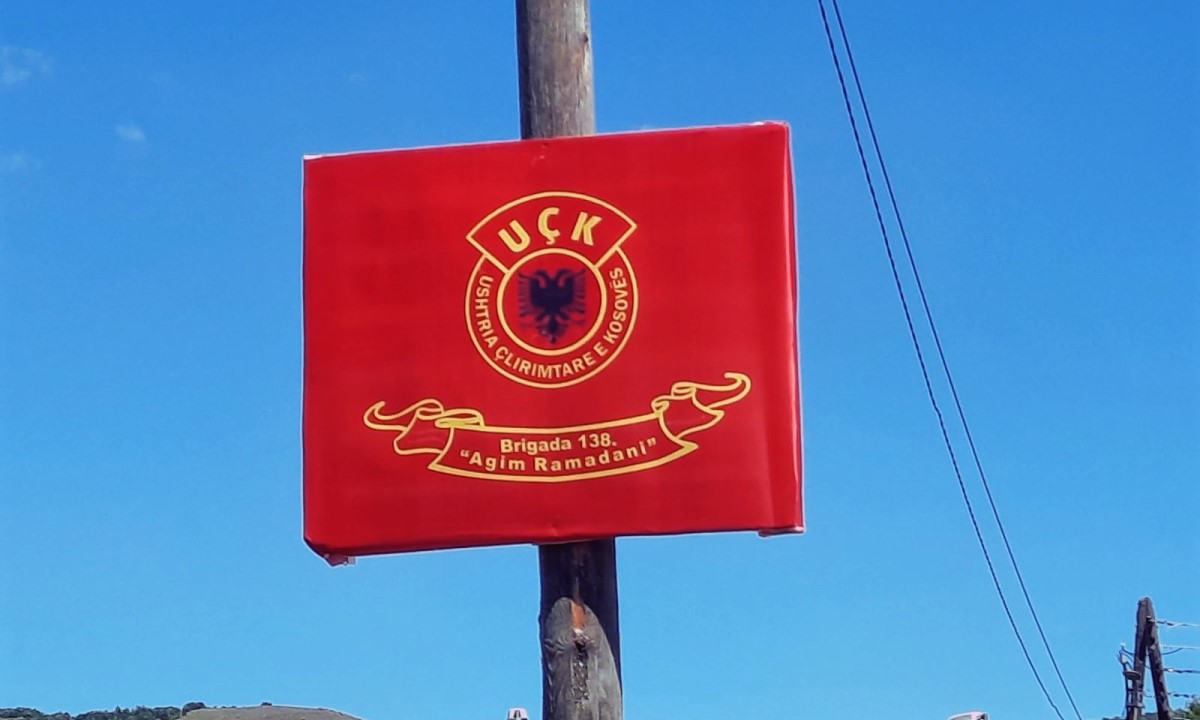 UÇK
USHTRIA ÇLIRIMTARE E KOSOVËS
Brigada 138.
"Agim Ramadani"